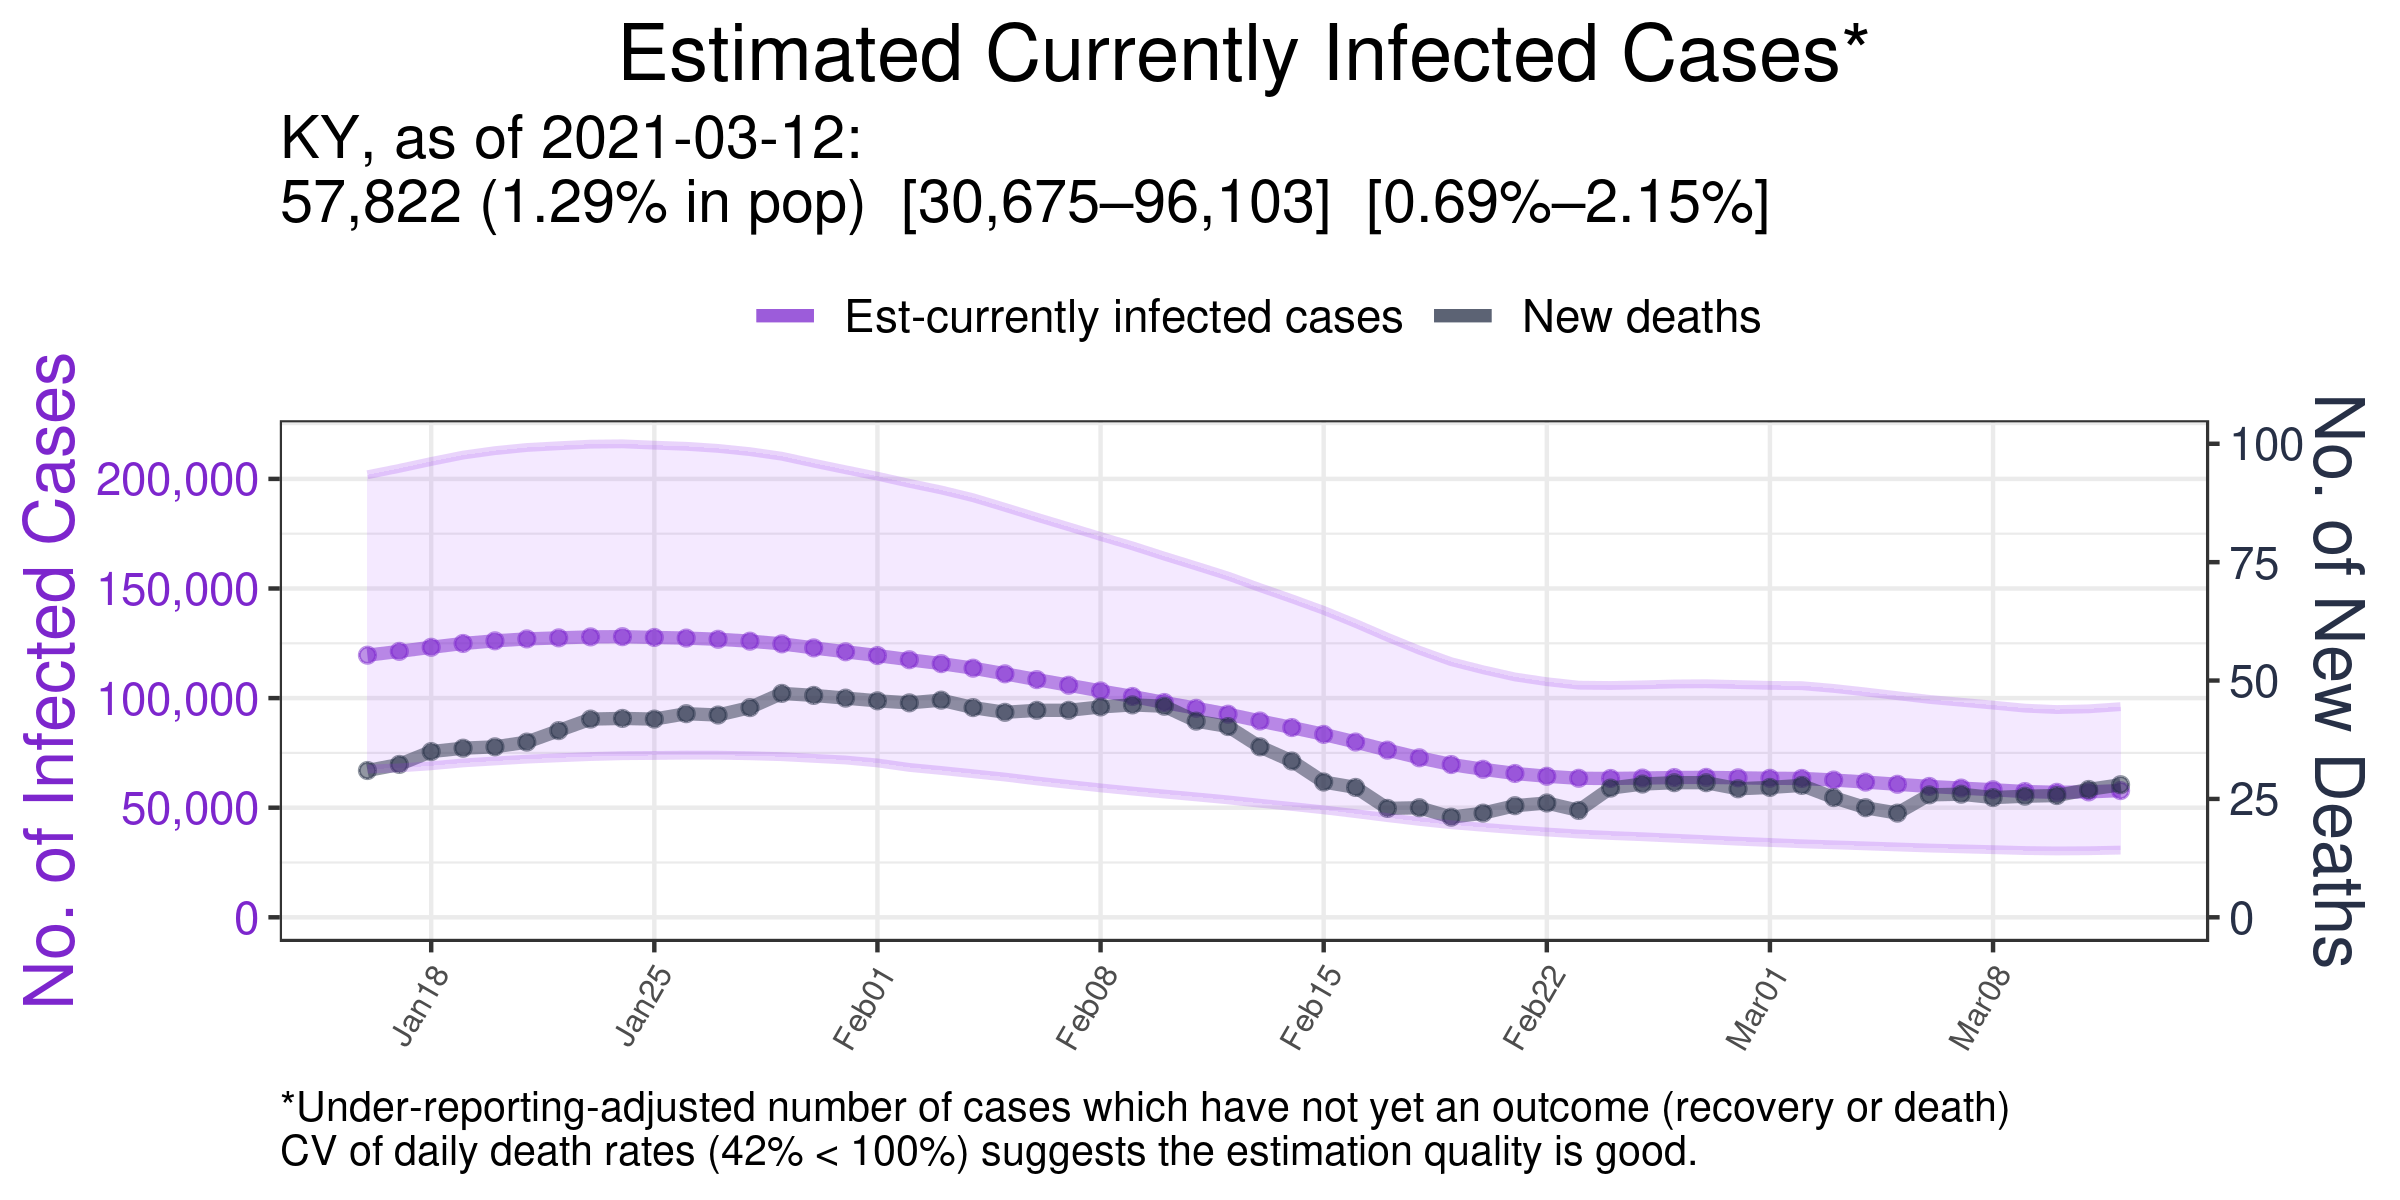 Estimated Currently Infected Cases*
KY, as of 2021-03-12:
57,822 (1.29% in pop)  [30,675–96,103]  [0.69%–2.15%]
Est-currently infected cases
New deaths
No. of Infected Cases
200,000
150,000
100,000
50,000
0
100
75
50
25
0
No. of New Deaths
Jan18
Jan25
Feb01
Feb08
Feb15
Feb22
Mar01
Mar08
*Under-reporting-adjusted number of cases which have not yet an outcome (recovery or death)
CV of daily death rates (42% < 100%) suggests the estimation quality is good.